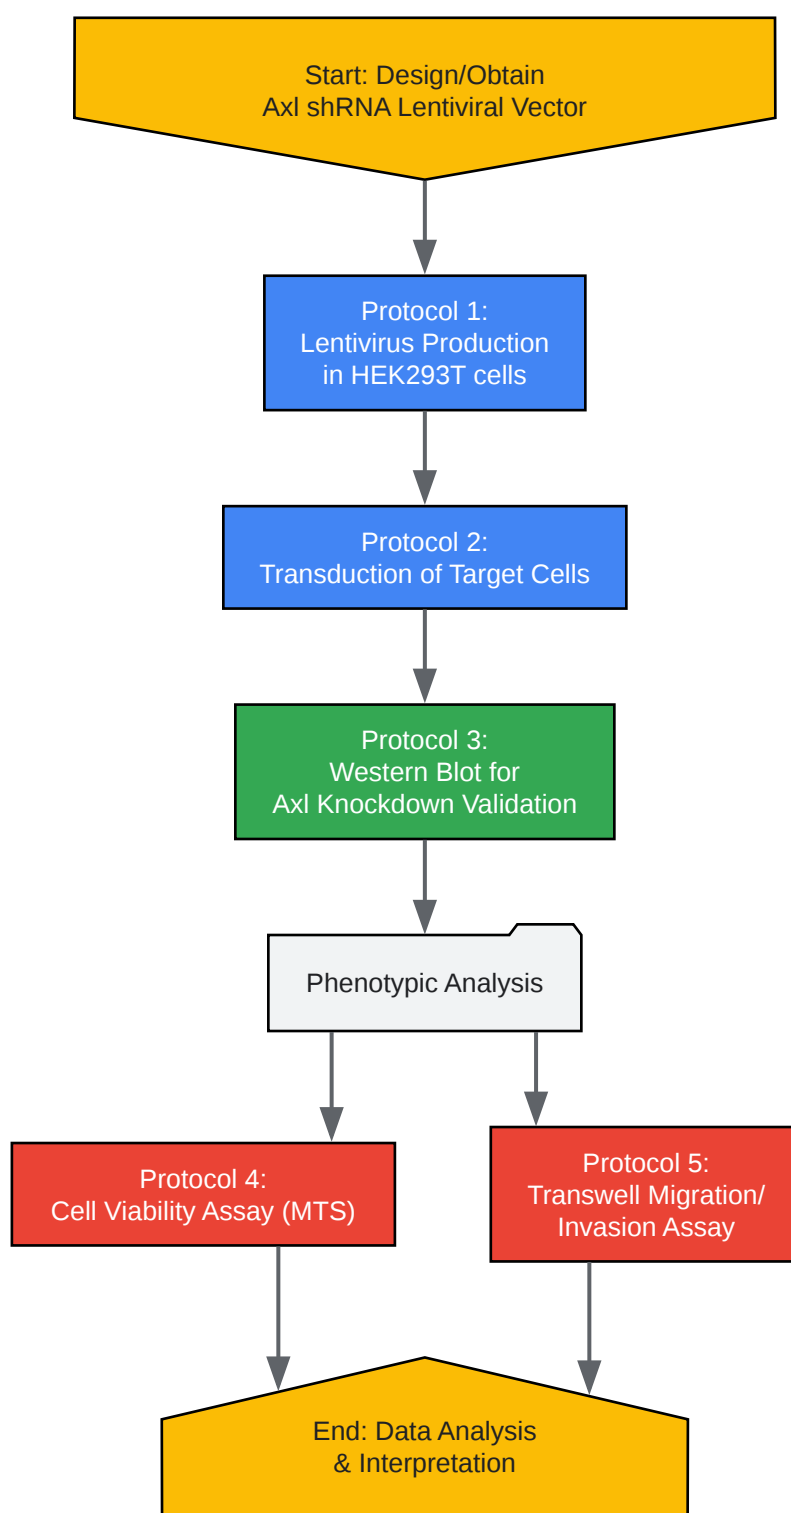 Start: Design/Obtain
Axl shRNA Lentiviral Vector
Protocol 1:
Lentivirus Production
in HEK293T cells
Protocol 2:
Transduction of Target Cells
Protocol 3:
Western Blot for
Axl Knockdown Validation
Phenotypic Analysis
Protocol 4:
Cell Viability Assay (MTS)
Protocol 5:
Transwell Migration/
Invasion Assay
End: Data Analysis
& Interpretation